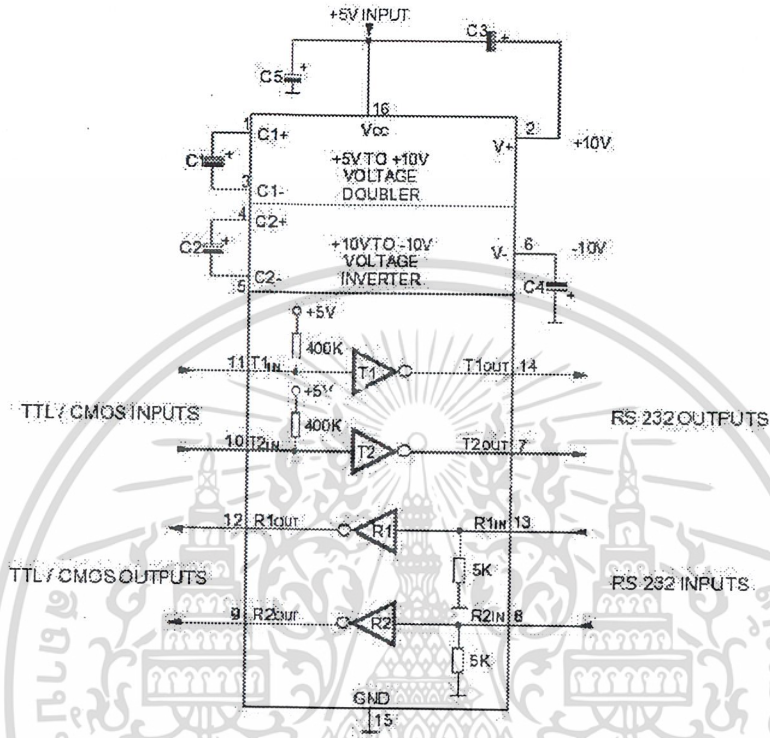 +5V INPUT
C3 +
C5 +
16
1 C1+ Vcc 2
V+ +10V
C1 + +5V TO +10V
VOLTAGE
DOUBLER
3 C1-
4 C2+
C2 + +10V TO -10V
VOLTAGE
INVERTER
V- 6 -10V
C2-
5
C4 +
+5V
400K
11 T1IN T1 T1OUT 14
+5V
400K
TTL / CMOS INPUTS RS 232 OUTPUTS
10 T2IN T2 T2OUT 7
12 R1OUT R1 R1IN 13
5K
TTL / CMOS OUTPUTS RS 232 INPUTS
9 R2OUT R2 R2IN 8
5K
GND
15